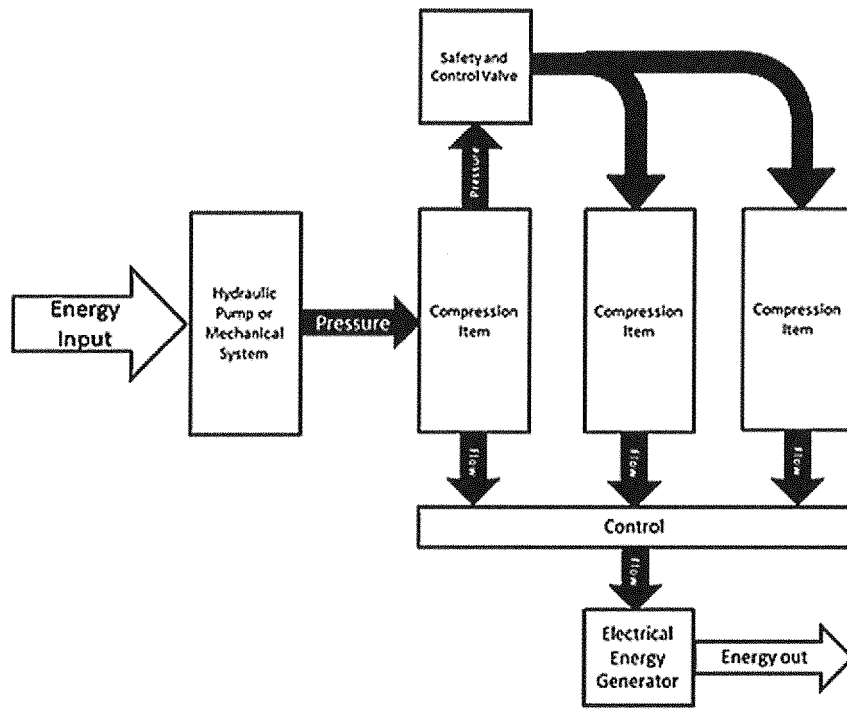 Safety and
Control Valve
Pressure
Energy
Input
Hydraulic
Pump or
Mechanical
System
Pressure
Compression
Item
Compression
Item
Compression
Item
Flow
Flow
Flow
Control
Flow
Electrical
Energy
Generator
Energy out